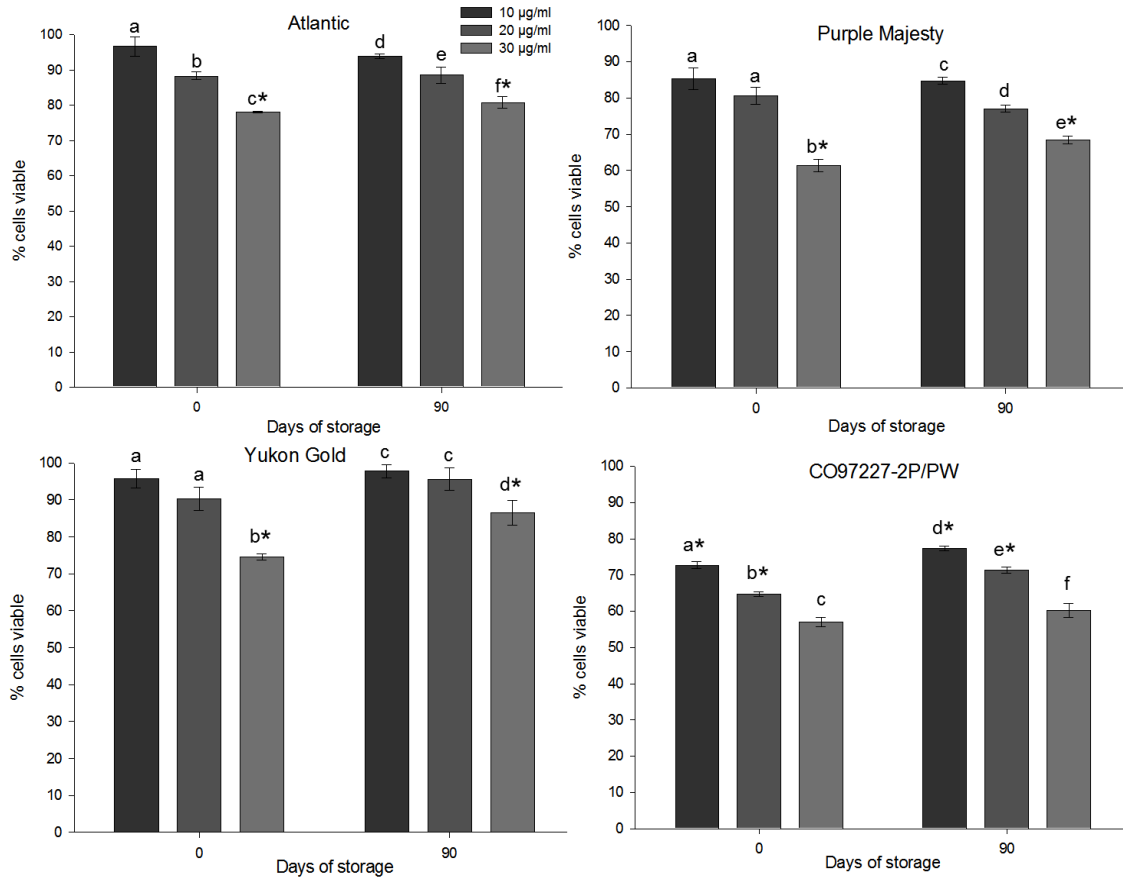 Atlantic
10 µg/ml
20 µg/ml
30 µg/ml
% cells viable
100
90
80
70
60
50
40
30
20
10
0
a
b
c*
d
e
f*
0
90
Days of storage
Purple Majesty
% cells viable
100
90
80
70
60
50
40
30
20
10
0
a
a
b*
c
d
e*
0
90
Days of storage
Yukon Gold
% cells viable
100
90
80
70
60
50
40
30
20
10
0
a
a
b*
c
c
d*
0
90
Days of storage
CO97227-2P/PW
% cells viable
100
90
80
70
60
50
40
30
20
10
0
a*
b*
c
d*
e*
f
0
90
Days of storage